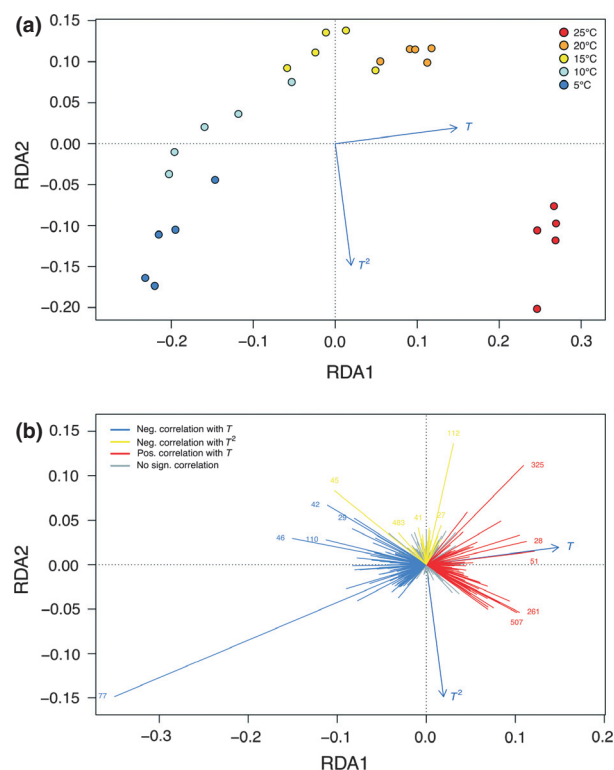 (a)
0.15
0.10
0.05
0.00
−0.05
−0.10
−0.15
−0.20
RDA2
25°C
20°C
15°C
10°C
5°C
T
T²
−0.2
−0.1
0.0
0.1
0.2
0.3
RDA1
(b)
0.15
0.10
0.05
0.00
−0.05
−0.10
−0.15
RDA2
Neg. correlation with T
Neg. correlation with T²
Pos. correlation with T
No sign. correlation
112
325
45
42
29
483
41
27
46
110
28
T
51
261
507
77
T²
−0.3
−0.1
0.0
0.1
0.2
RDA1